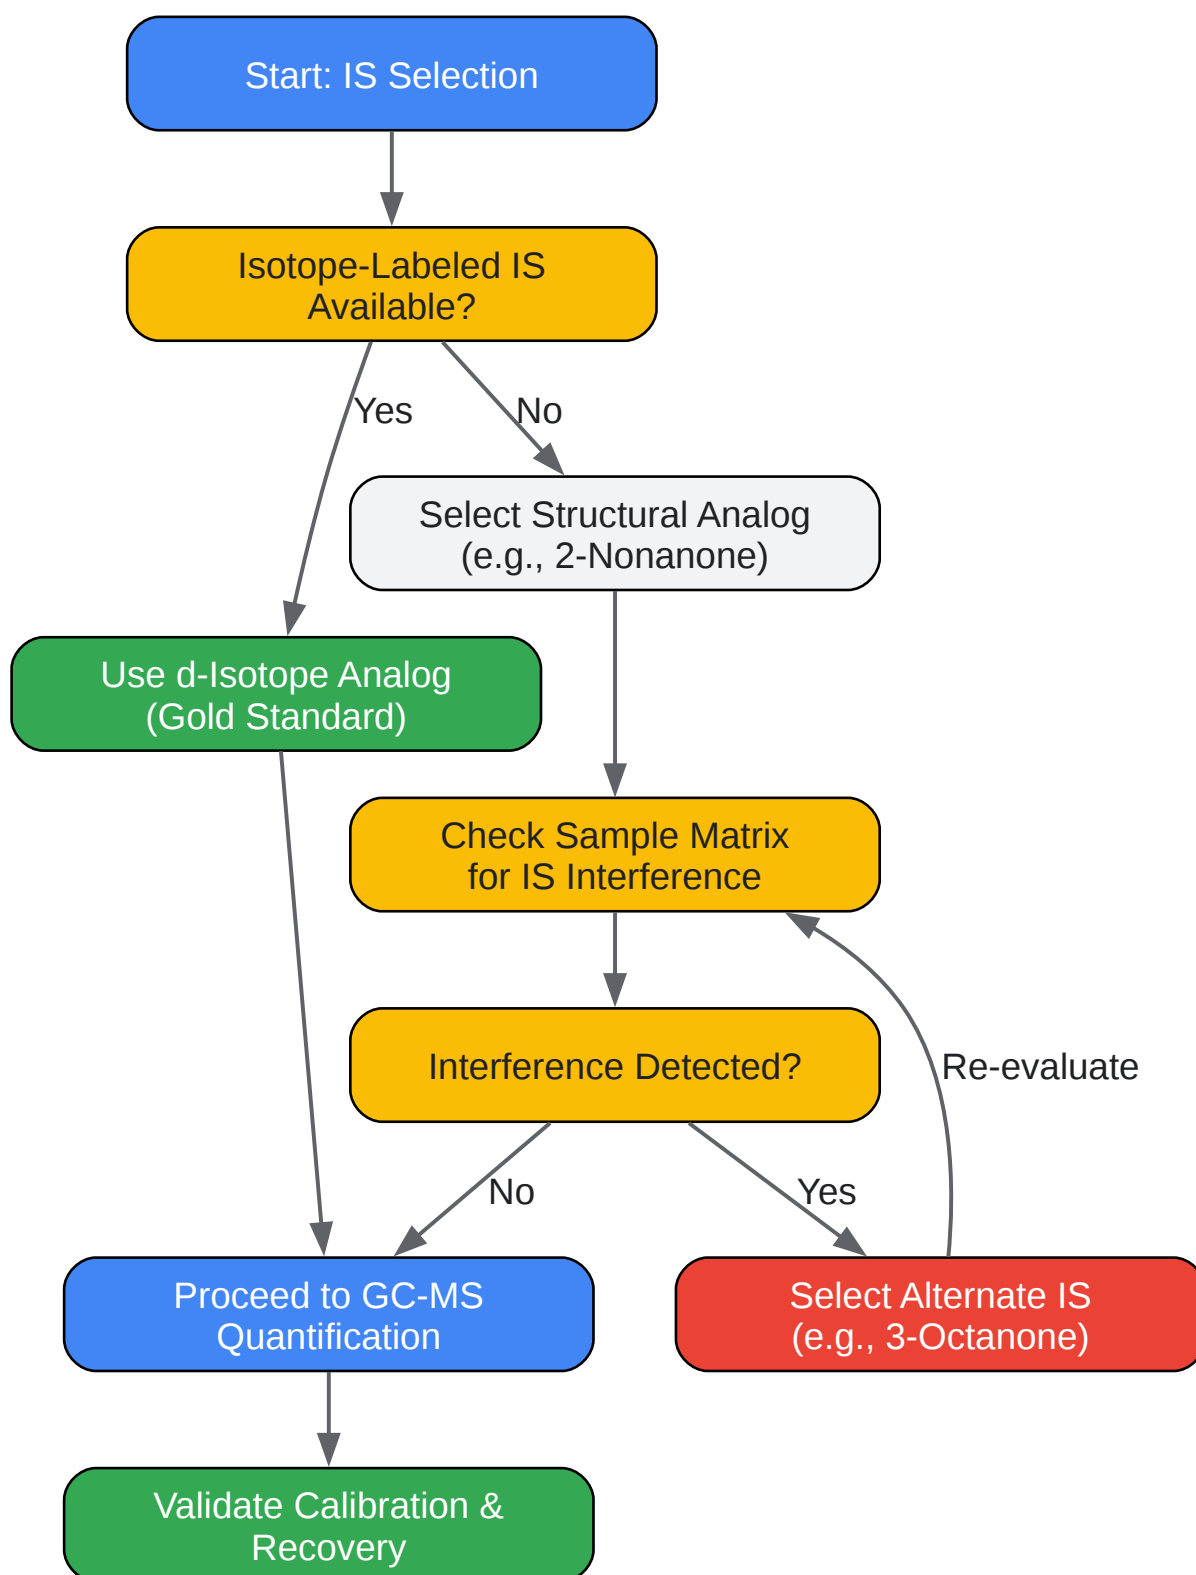 Start: IS Selection
Isotope-Labeled IS
Available?
Yes
No
Select Structural Analog
(e.g., 2-Nonanone)
Use d-Isotope Analog
(Gold Standard)
Check Sample Matrix
for IS Interference
Interference Detected?
Re-evaluate
No
Yes
Proceed to GC-MS
Quantification
Select Alternate IS
(e.g., 3-Octanone)
Validate Calibration &
Recovery